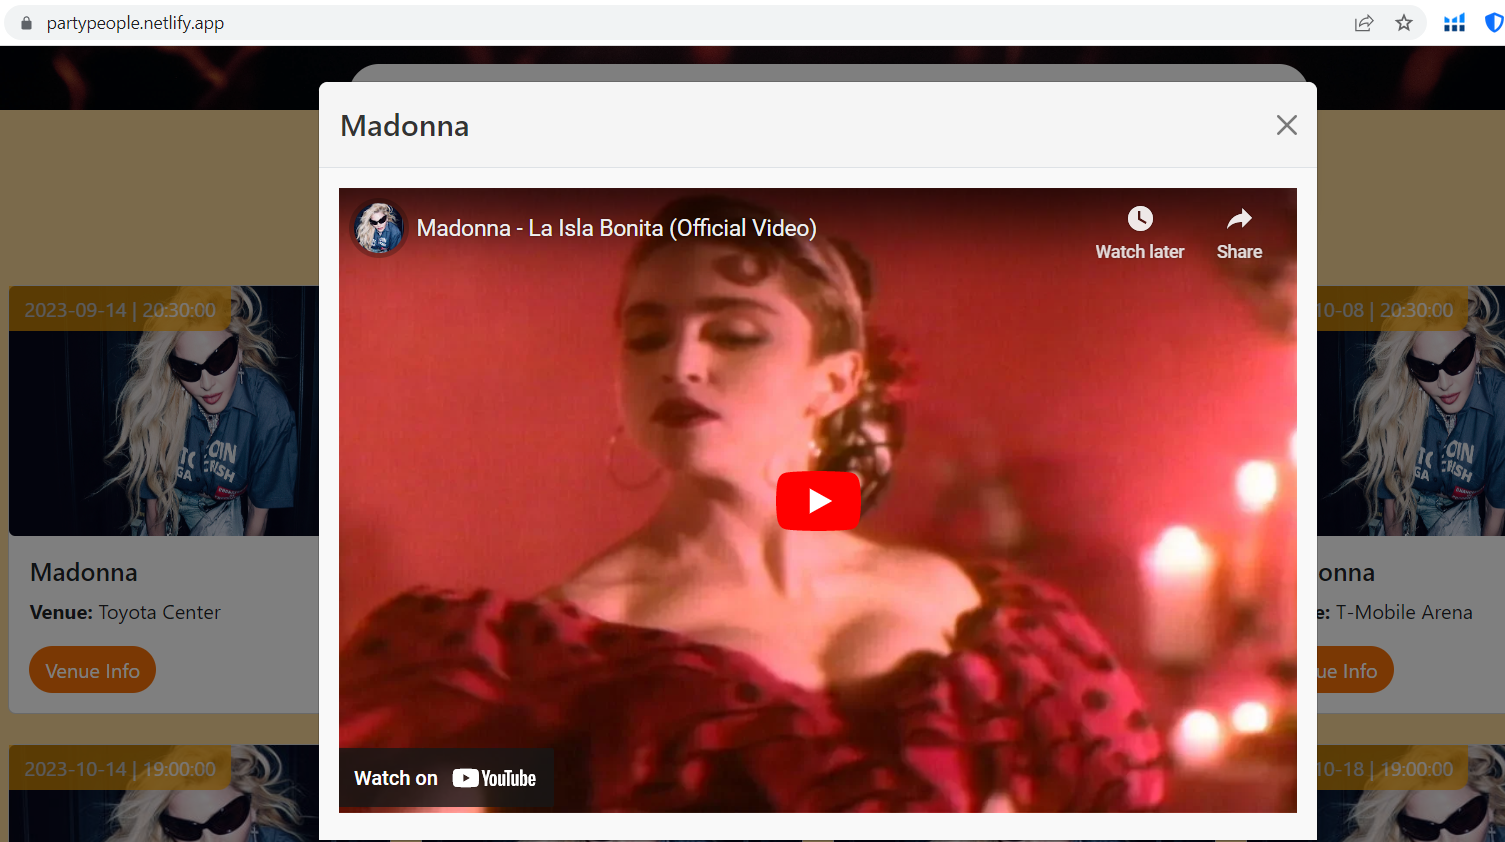 partypeople.netlify.app
Madonna
Madonna - La Isla Bonita (Official Video)
Watch later
Share
Watch on YouTube
2023-09-14 | 20:30:00
Madonna
Venue: Toyota Center
Venue Info
10-08 | 20:30:00
onna
e: T-Mobile Arena
ue Info
2023-10-14 | 19:00:00
10-18 | 19:00:00